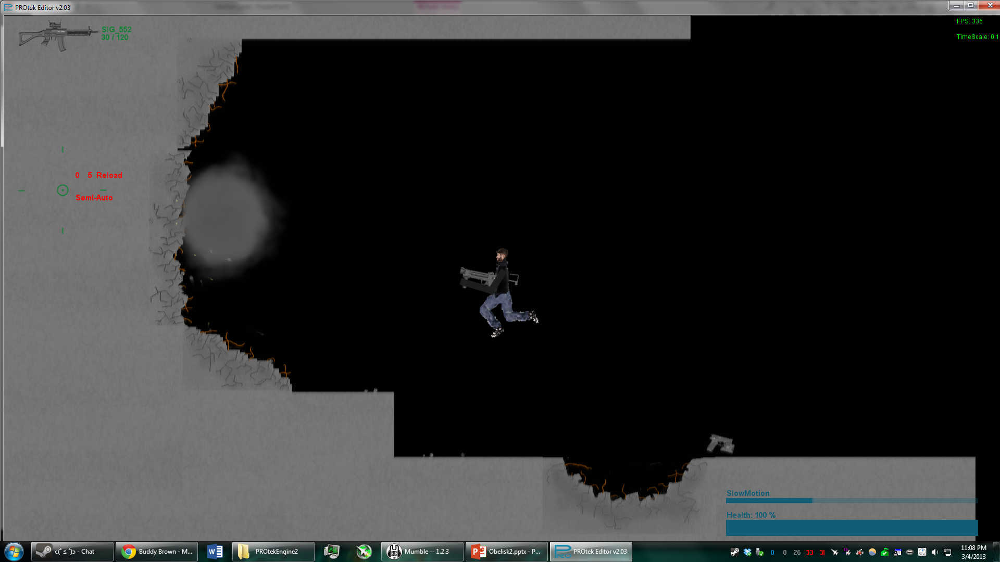 PROtek Editor v2.03
SIG_552
30 / 120
FPS: 336
TimeScale: 0.1
0 5 Reload
Semi-Auto
SlowMotion
Health: 100 %
є(˚ ≤ ˚)э - Chat
Buddy Brown - M...
PROtekEngine2
Mumble -- 1.2.3
Obelisk2.pptx - P...
PROtek Editor v2.03
0 0 26 33 31
11:08 PM
3/4/2013